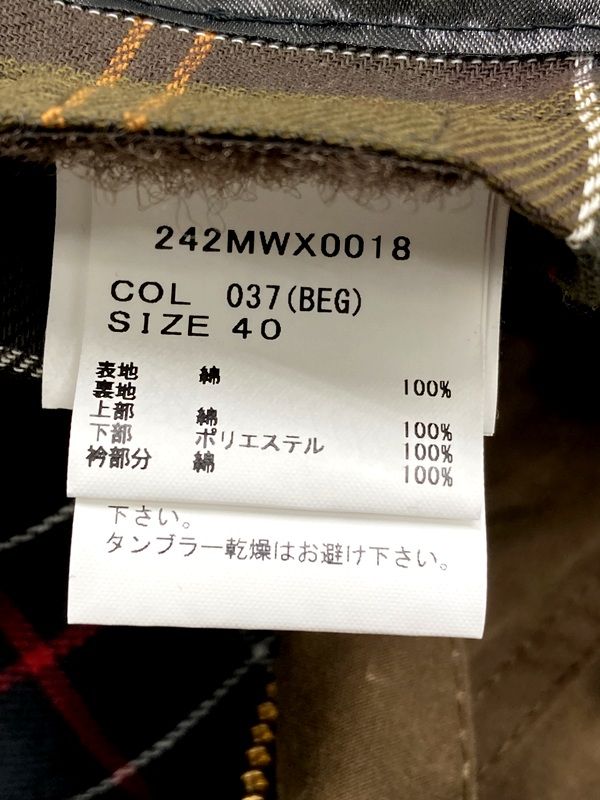 242MWX0018
COL 037(BEG)
SIZE 40
表地 綿 100%
裏地
上部 綿 100%
下部 ポリエステル 100%
衿部分 綿 100%
下さい。
タンブラー乾燥はお避け下さい。